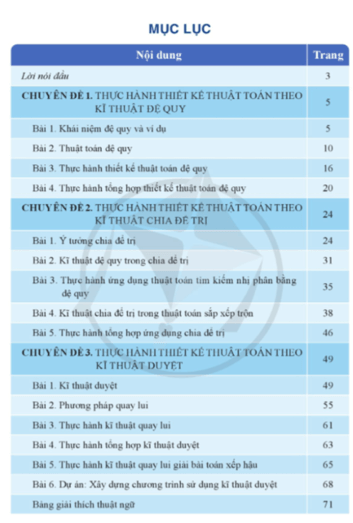 MỤC LỤC
Nội dung Trang
Lời nói đầu 3
CHUYÊN ĐỀ 1. THỰC HÀNH THIẾT KẾ THUẬT TOÁN THEO
KĨ THUẬT ĐỆ QUY 5
Bài 1. Khái niệm đệ quy và ví dụ 5
Bài 2. Thuật toán đệ quy 10
Bài 3. Thực hành thiết kế thuật toán đệ quy 16
Bài 4. Thực hành tổng hợp thiết kế thuật toán đệ quy 20
CHUYÊN ĐỀ 2. THỰC HÀNH THIẾT KẾ THUẬT TOÁN THEO
KĨ THUẬT CHIA ĐỂ TRỊ 24
Bài 1. Ý tưởng chia để trị 24
Bài 2. Kĩ thuật đệ quy trong chia để trị 31
Bài 3. Thực hành ứng dụng thuật toán tìm kiếm nhị phân bằng
đệ quy 35
Bài 4. Kĩ thuật chia để trị trong thuật toán sắp xếp trộn 38
Bài 5. Thực hành tổng hợp ứng dụng chia để trị 46
CHUYÊN ĐỀ 3. THỰC HÀNH THIẾT KẾ THUẬT TOÁN THEO
KĨ THUẬT DUYỆT 49
Bài 1. Kĩ thuật duyệt 49
Bài 2. Phương pháp quay lui 55
Bài 3. Thực hành kĩ thuật quay lui 61
Bài 4. Thực hành tổng hợp kĩ thuật duyệt 63
Bài 5. Thực hành kĩ thuật quay lui giải bài toán xếp hậu 65
Bài 6. Dự án: Xây dựng chương trình sử dụng kĩ thuật duyệt 68
Bảng giải thích thuật ngữ 71